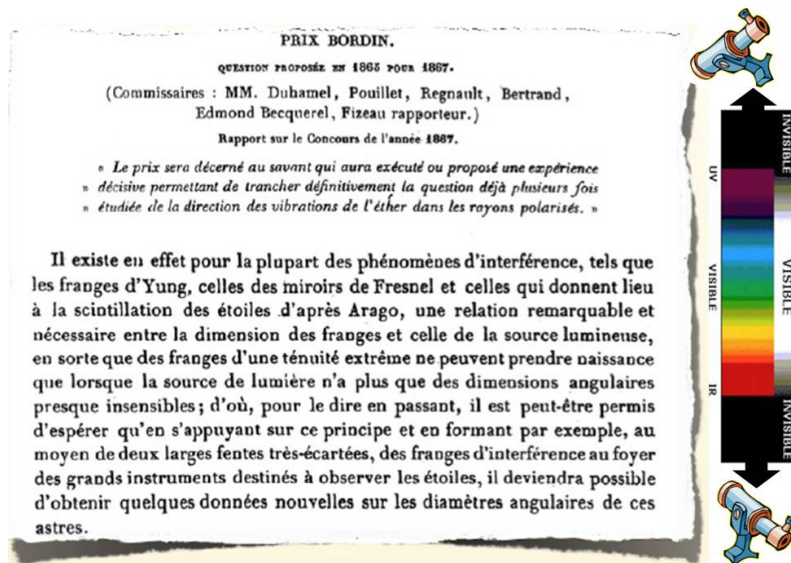 PRIX BORDIN.
QUESTION PROPOSÉE EN 1865 POUR 1867.
(Commissaires : MM. Duhamel, Pouillet, Regnault, Bertrand,
Edmond Becquerel, Fizeau rapporteur.)
Rapport sur le Concours de l'année 1867.
« Le prix sera décerné au savant qui aura exécuté ou proposé une expérience
» décisive permettant de trancher définitivement la question déjà plusieurs fois
» étudiée de la direction des vibrations de l'éther dans les rayons polarisés. »
Il existe en effet pour la plupart des phénomènes d'interférence, tels que
les franges d'Yung, celles des miroirs de Fresnel et celles qui donnent lieu
à la scintillation des étoiles d'après Arago, une relation remarquable et
nécessaire entre la dimension des franges et celle de la source lumineuse,
en sorte que des franges d'une ténuité extrême ne peuvent prendre naissance
que lorsque la source de lumière n'a plus que des dimensions angulaires
presque insensibles; d'où, pour le dire en passant, il est peut-être permis
d'espérer qu'en s'appuyant sur ce principe et en formant par exemple, au
moyen de deux larges fentes très-écartées, des franges d'interférence au foyer
des grands instruments destinés à observer les étoiles, il deviendra possible
d'obtenir quelques données nouvelles sur les diamètres angulaires de ces
astres.
UV
VISIBLE
IR
INVISIBLE
VISIBLE
INVISIBLE